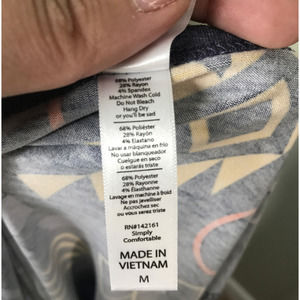 68% Polyester
28% Rayon
4% Spandex
Machine Wash Cold
Do Not Bleach
Hang Dry
or you'll be sad
68% Poliéster
28% Rayón
4% Elastano
Lavar a máquina en frío
No usar blanqueador
Cuelgue en seco
o estarás triste
68% Polyester
28% Rayonne
4% Élasthanne
Lavage en machine à froid
Ne pas javelliser
Accrochez sec
ou vous serez triste
RN#142161
Simply
Comfortable
MADE IN
VIETNAM
M